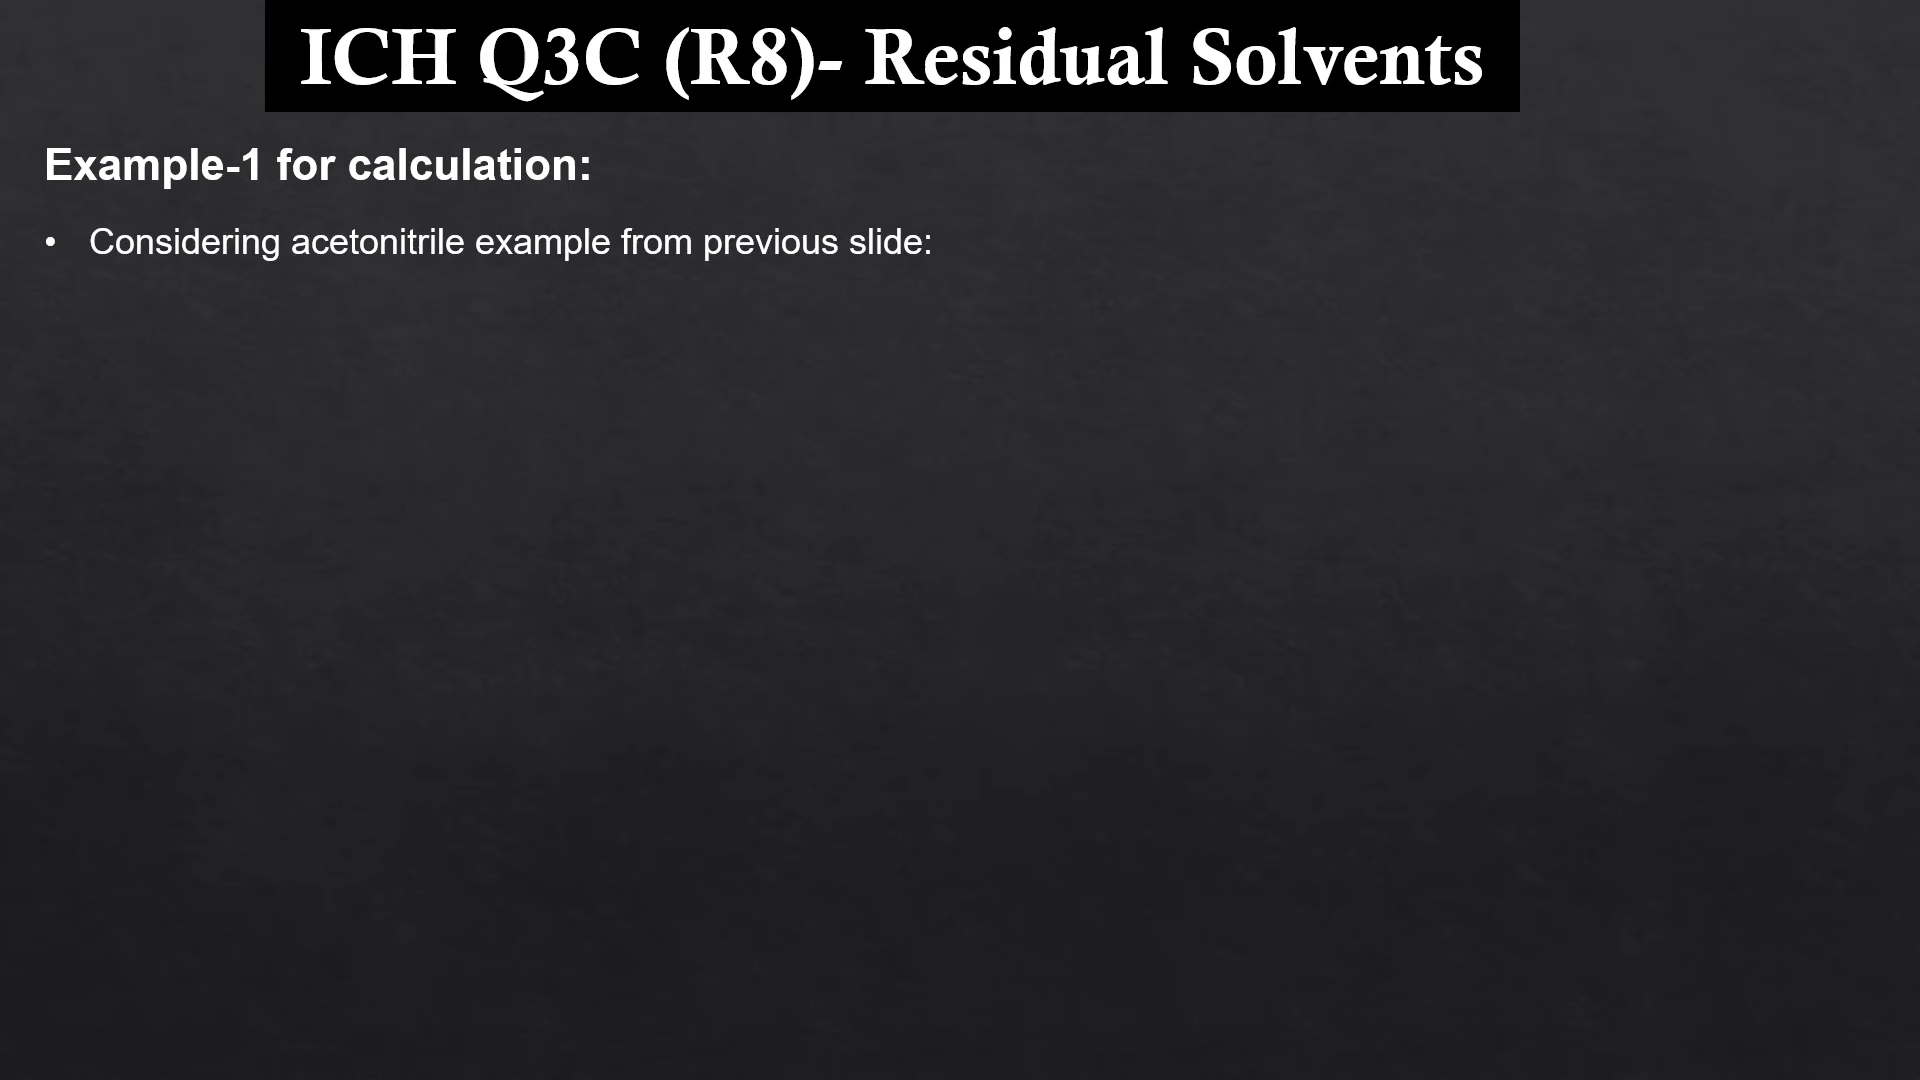 ICH Q3C (R8)- Residual Solvents
Example-1 for calculation:
• Considering acetonitrile example from previous slide: